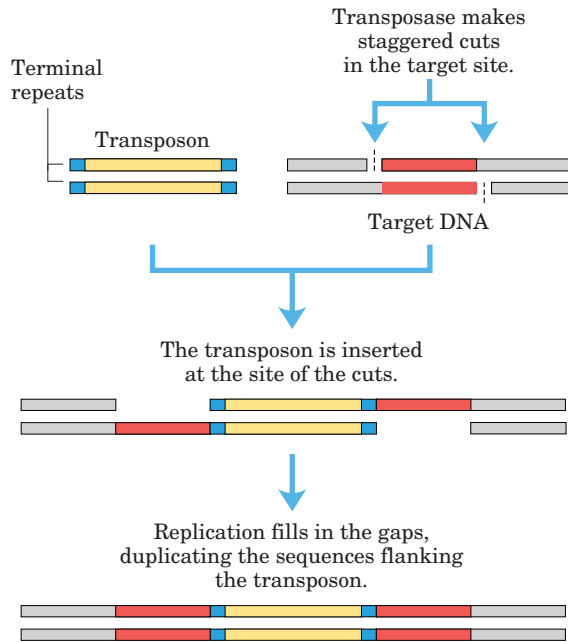 Transposase makes
staggered cuts
in the target site.
Terminal
repeats
Transposon
Target DNA
The transposon is inserted
at the site of the cuts.
Replication fills in the gaps,
duplicating the sequences flanking
the transposon.